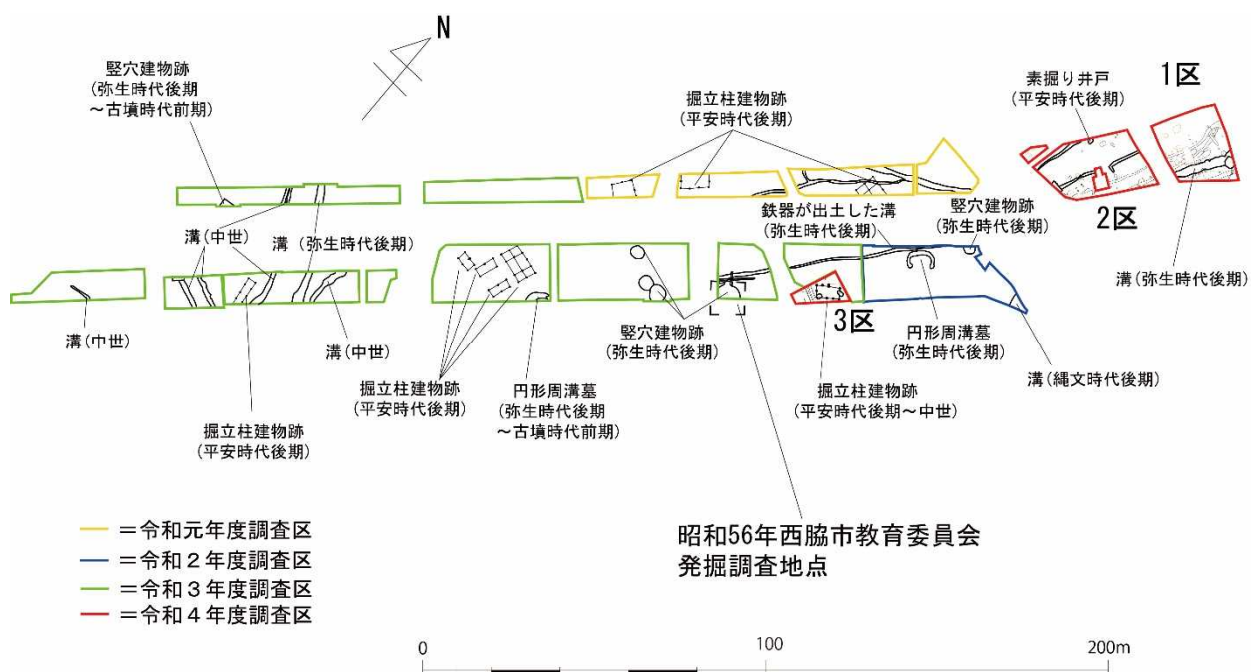 N
竪穴建物跡
(弥生時代後期
～古墳時代前期)
掘立柱建物跡
(平安時代後期)
素掘り井戸
(平安時代後期)
1区
2区
溝(中世)
溝(弥生時代後期)
鉄器が出土した溝
(弥生時代後期)
竪穴建物跡
(弥生時代後期)
溝(弥生時代後期)
溝(中世)
掘立柱建物跡
(平安時代後期)
溝(中世)
掘立柱建物跡
(平安時代後期)
円形周溝墓
(弥生時代後期
～古墳時代前期)
竪穴建物跡
(弥生時代後期)
3区
掘立柱建物跡
(平安時代後期～中世)
円形周溝墓
(弥生時代後期)
溝(縄文時代後期)
昭和56年西脇市教育委員会
発掘調査地点
＝令和元年度調査区
＝令和２年度調査区
＝令和３年度調査区
＝令和４年度調査区
0 100 200m